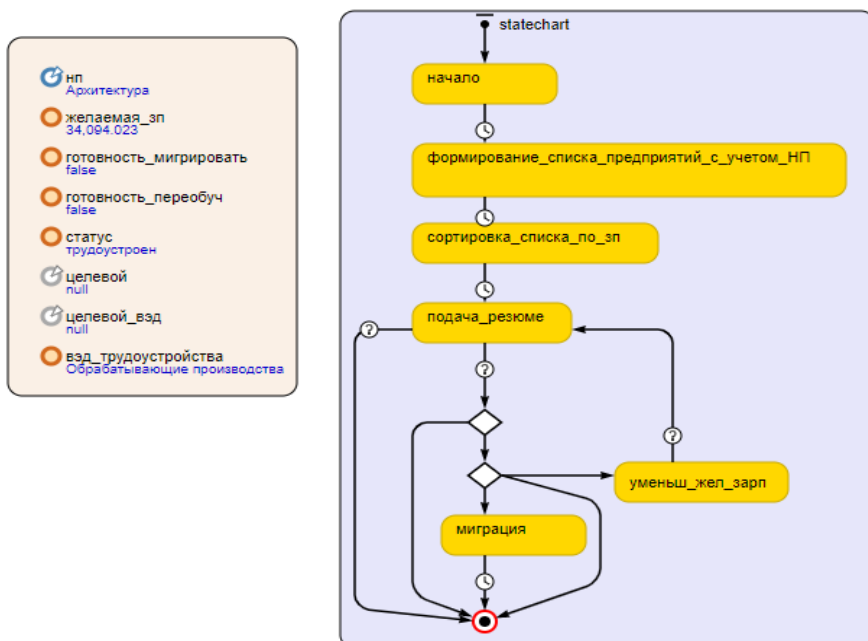 нп
Архитектура
желаемая_зп
34,094.023
готовность_мигрировать
false
готовность_переобуч
false
статус
трудоустроен
целевой
null
целевой_вэд
null
вэд_трудоустройства
Обрабатывающие производства
statechart
начало
формирование_списка_предприятий_с_учетом_НП
сортировка_списка_по_зп
подача_резюме
?
?
?
уменьш_жел_зарп
миграция